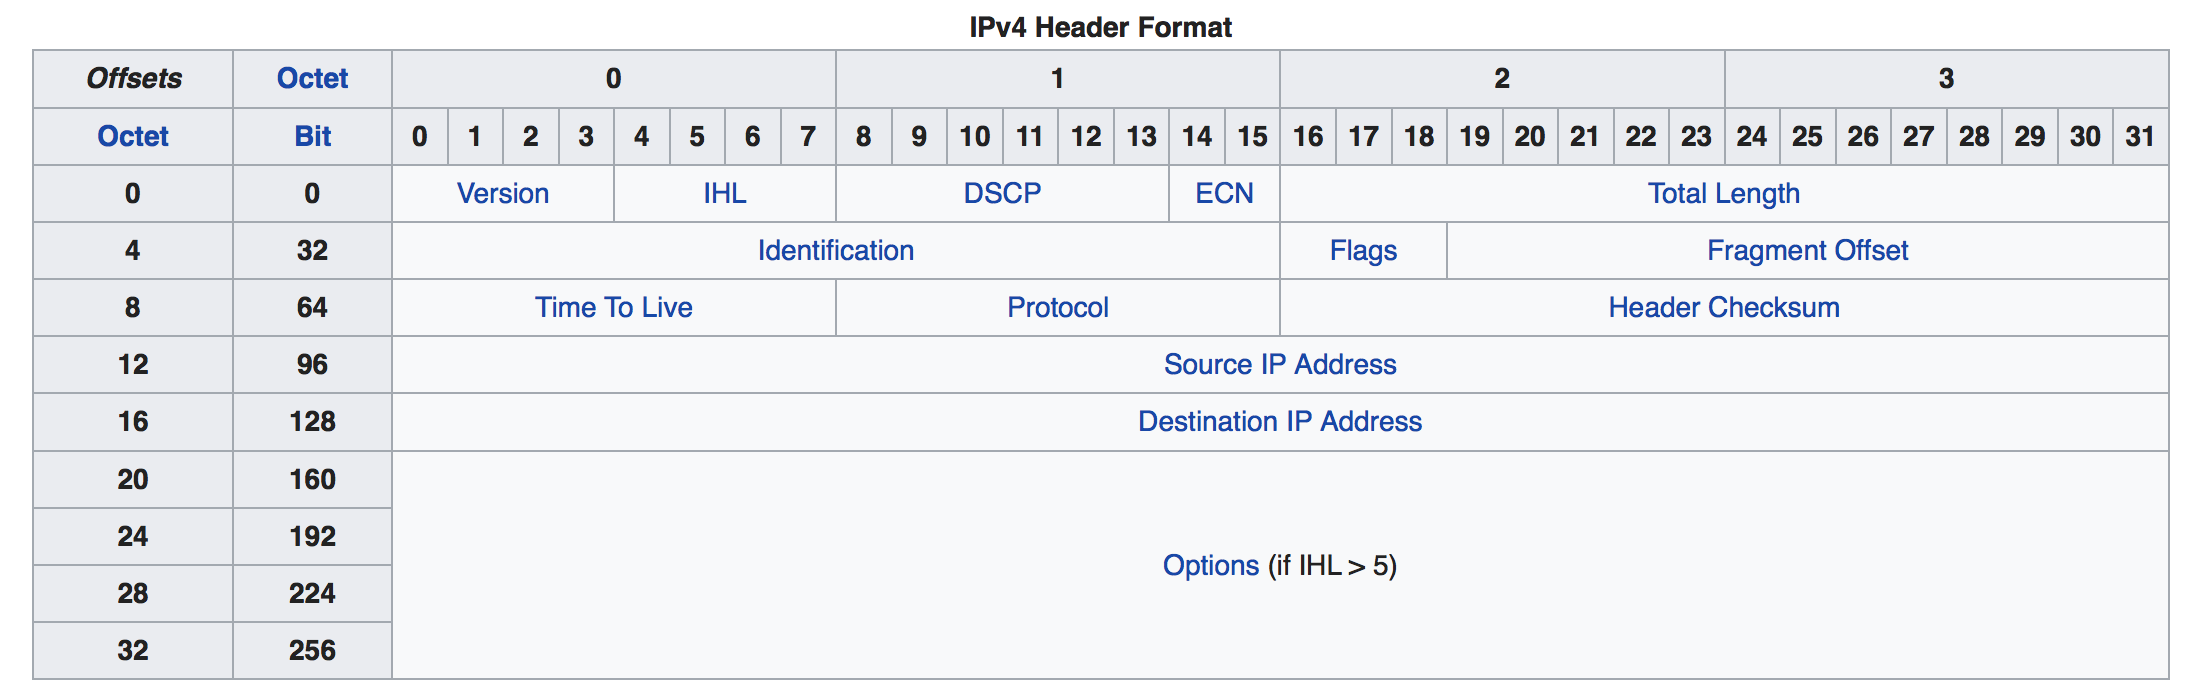 IPv4 Header Format
Offsets Octet 0 1 2 3
Octet Bit 0 1 2 3 4 5 6 7 8 9 10 11 12 13 14 15 16 17 18 19 20 21 22 23 24 25 26 27 28 29 30 31
0 0 Version IHL DSCP ECN Total Length
4 32 Identification Flags Fragment Offset
8 64 Time To Live Protocol Header Checksum
12 96 Source IP Address
16 128 Destination IP Address
20 160
24 192
Options (if IHL > 5)
28 224
32 256